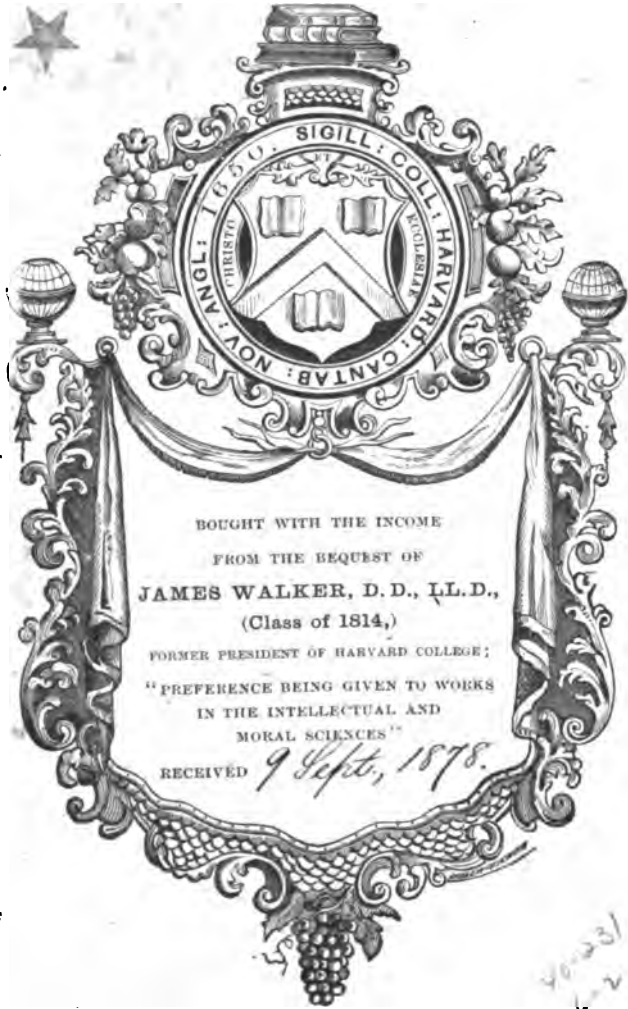 SIGILL: COLL: HARVARD: CANTAB: NOV: ANGL: 1650.
ET
CHRISTO
ECCLESIAE
BOUGHT WITH THE INCOME
FROM THE BEQUEST OF
JAMES WALKER, D.D., LL.D.,
(Class of 1814,)
FORMER PRESIDENT OF HARVARD COLLEGE;
"PREFERENCE BEING GIVEN TO WORKS
IN THE INTELLECTUAL AND
MORAL SCIENCES"
RECEIVED 9 Sept., 1878.